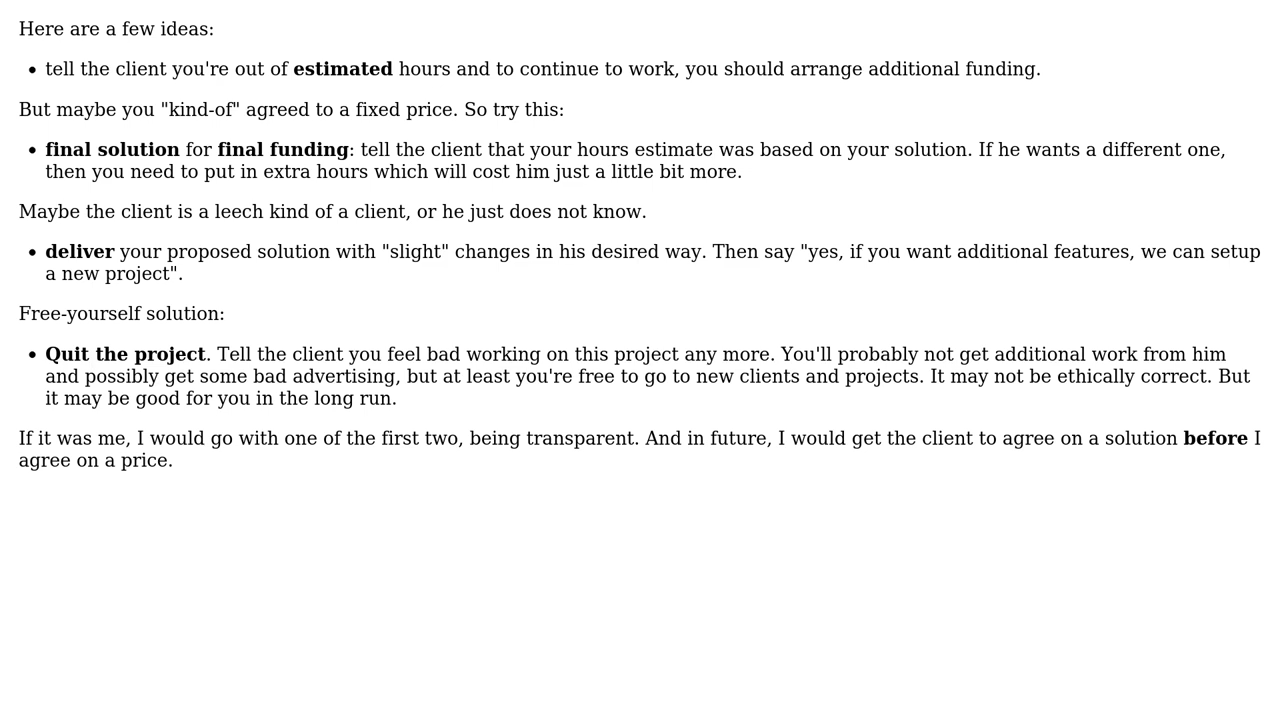 Here are a few ideas:
• tell the client you're out of estimated hours and to continue to work, you should arrange additional funding.
But maybe you "kind-of" agreed to a fixed price. So try this:
• final solution for final funding: tell the client that your hours estimate was based on your solution. If he wants a different one,
then you need to put in extra hours which will cost him just a little bit more.
Maybe the client is a leech kind of a client, or he just does not know.
• deliver your proposed solution with "slight" changes in his desired way. Then say "yes, if you want additional features, we can setup
a new project".
Free-yourself solution:
• Quit the project. Tell the client you feel bad working on this project any more. You'll probably not get additional work from him
and possibly get some bad advertising, but at least you're free to go to new clients and projects. It may not be ethically correct. But
it may be good for you in the long run.
If it was me, I would go with one of the first two, being transparent. And in future, I would get the client to agree on a solution before I
agree on a price.